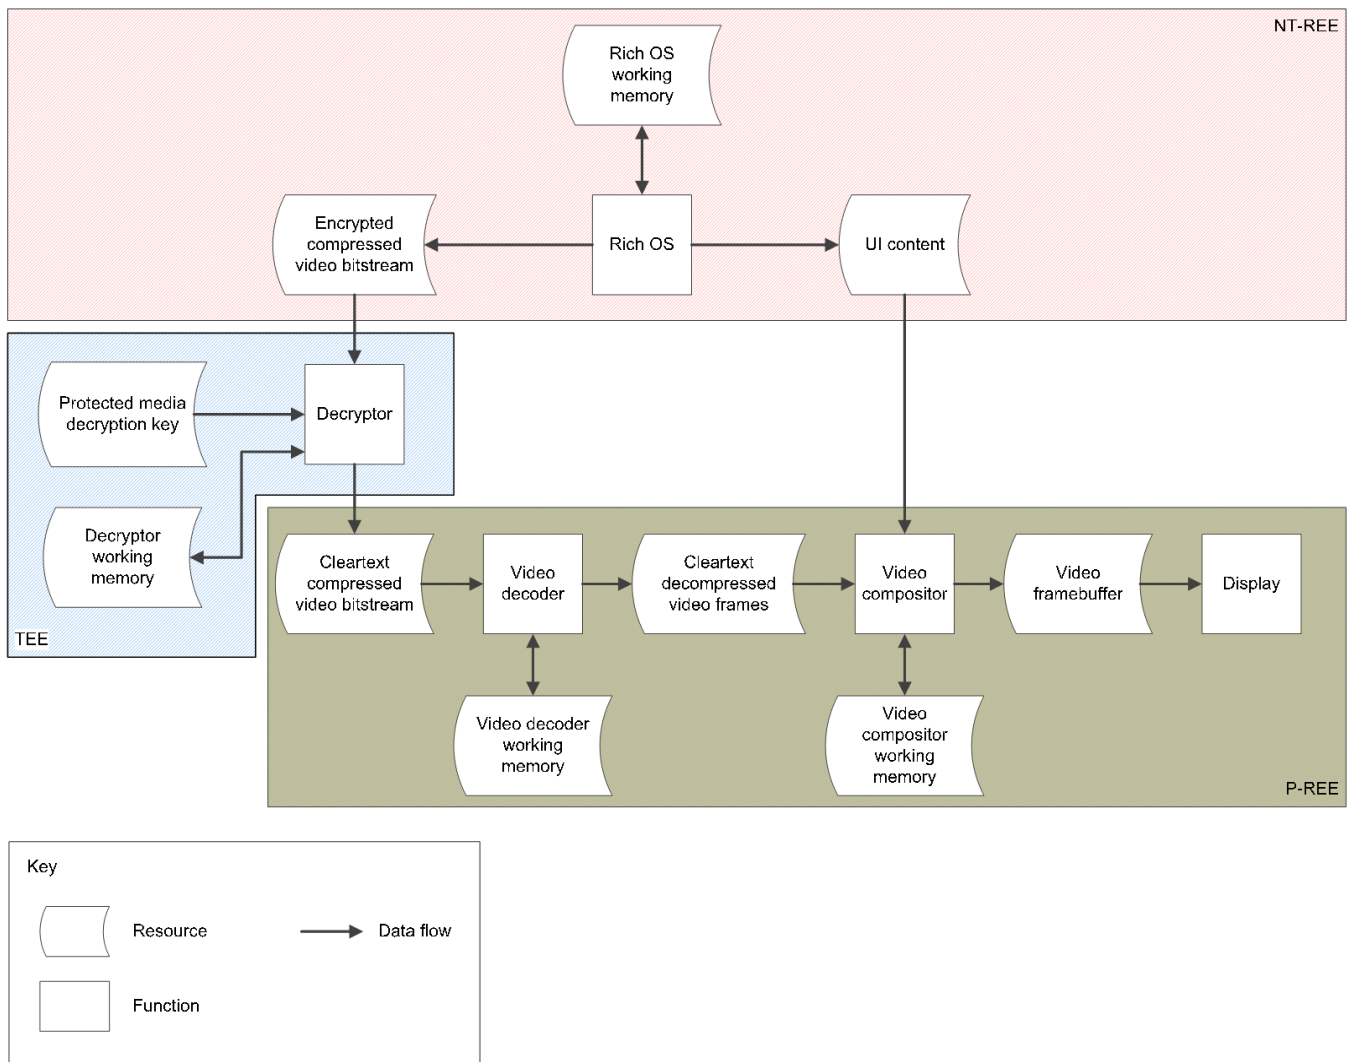 NT-REE
Rich OS
working
memory
Encrypted
compressed
video bitstream
Rich OS
UI content
Protected media
decryption key
Decryptor
Decryptor
working
memory
TEE
Cleartext
compressed
video bitstream
Video
decoder
Cleartext
decompressed
video frames
Video
compositor
Video
framebuffer
Display
Video decoder
working
memory
Video
compositor
working
memory
P-REE
Key
Resource
Data flow
Function